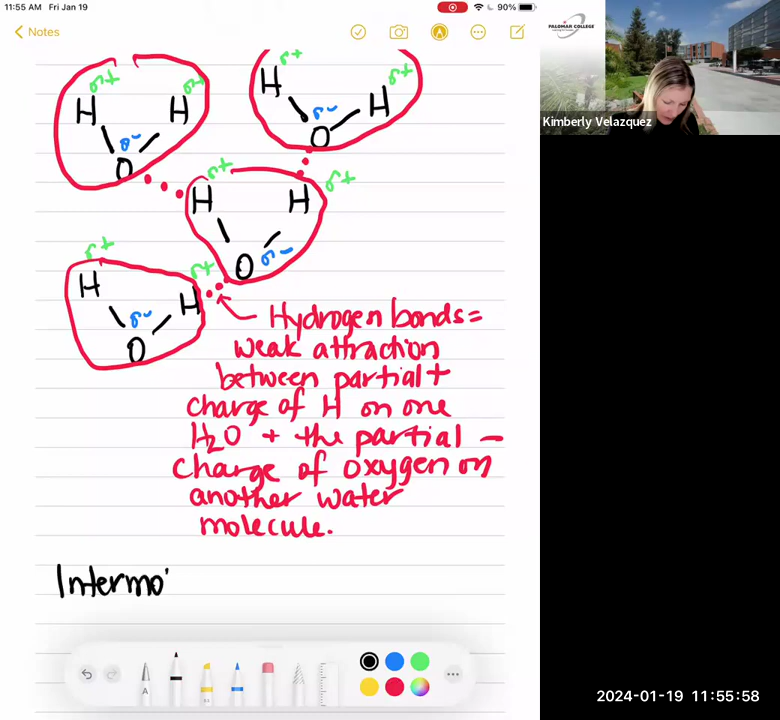 11:55 AM Fri Jan 19
90%
Notes
PALOMAR COLLEGE
Kimberly Velazquez
δ+
δ+
H
H
δ-
O
δ+
δ+
H
H
δ-
O
δ+
δ+
H
H
O
δ-
δ+
δ+
H
H
δ-
O
Hydrogen bonds=
weak attraction
between partial +
charge of H on one
H₂O + the partial -
charge of oxygen on
another water
molecule.
Intermo
A
2024-01-19 11:55:58